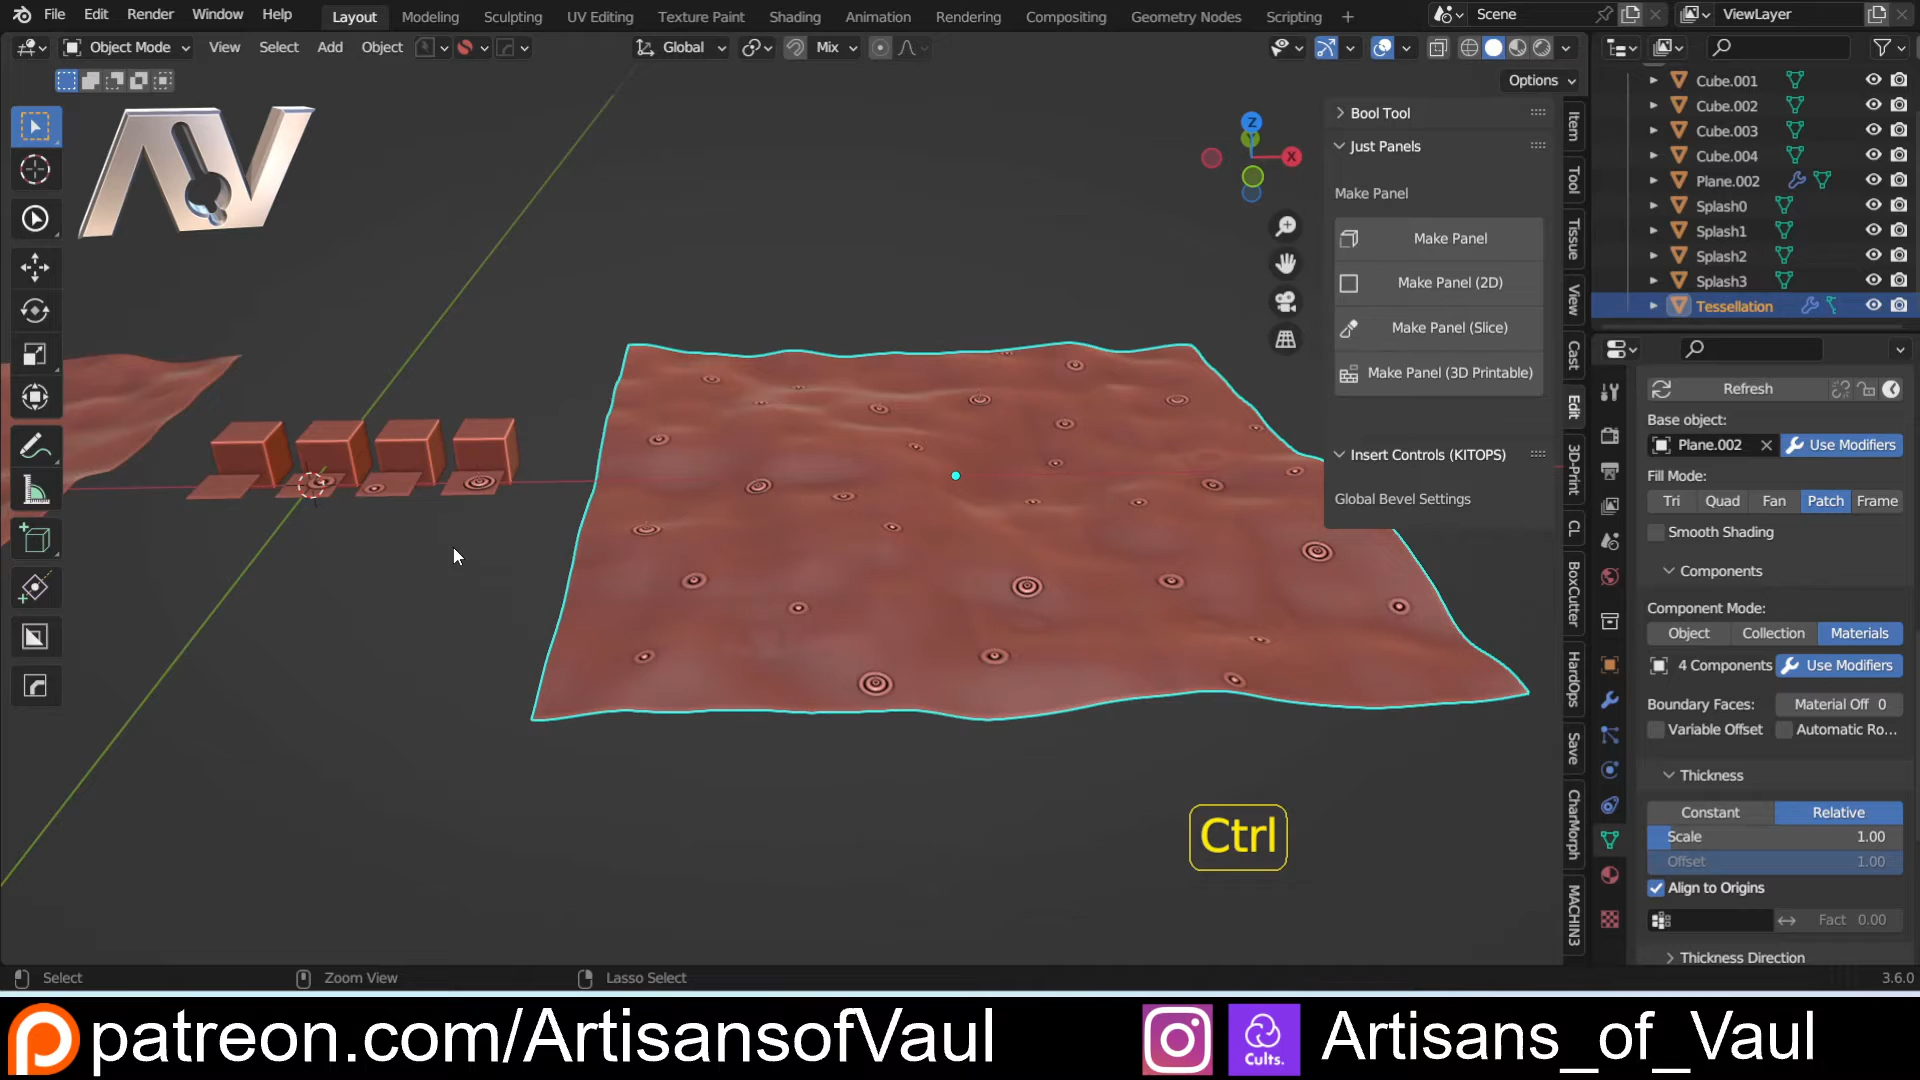 File Edit Render Window Help Layout Modeling Sculpting UV Editing Texture Paint Shading Animation Rendering Compositing Geometry Nodes Scripting + Scene ViewLayer
Object Mode View Select Add Object Global Mix
Options
AV
Z
X
Bool Tool
Just Panels
Make Panel
Make Panel
Make Panel (2D)
Make Panel (Slice)
Make Panel (3D Printable)
Insert Controls (KITOPS)
Global Bevel Settings
Item
Tool
Tissue
View
Cast
Edit
3D-Print
CL
BoxCutter
HardOps
Save
CharMorph
MACHIN3
Cube.001
Cube.002
Cube.003
Cube.004
Plane.002
Splash0
Splash1
Splash2
Splash3
Tessellation
Refresh
Base object:
Plane.002 Use Modifiers
Fill Mode:
Tri Quad Fan Patch Frame
Smooth Shading
Components
Component Mode:
Object Collection Materials
4 Components Use Modifiers
Boundary Faces: Material Off 0
Variable Offset Automatic Ro...
Thickness
Constant Relative
Scale 1.00
Offset 1.00
Align to Origins
Fact 0.00
Thickness Direction
Ctrl
Select Zoom View Lasso Select 3.6.0
patreon.com/ArtisansofVaul Cults. Artisans_of_Vaul